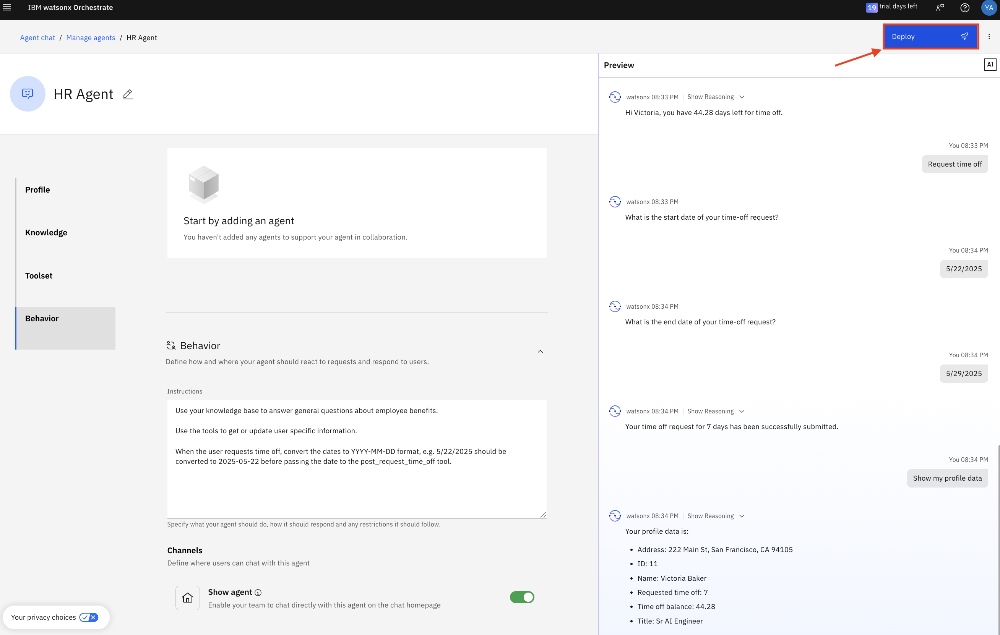 IBM watsonx Orchestrate
19 trial days left
YA
Agent chat / Manage agents / HR Agent
Deploy
HR Agent
Profile
Knowledge
Toolset
Behavior
Start by adding an agent
You haven't added any agents to support your agent in collaboration.
Behavior
Define how and where your agent should react to requests and respond to users.
Instructions
Use your knowledge base to answer general questions about employee benefits.
Use the tools to get or update user specific information.
When the user requests time off, convert the dates to YYYY-MM-DD format, e.g. 5/22/2025 should be
converted to 2025-05-22 before passing the date to the post_request_time_off tool.
Specify what your agent should do, how it should respond and any restrictions it should follow.
Channels
Define where users can chat with this agent
Show agent
Enable your team to chat directly with this agent on the chat homepage
Your privacy choices
Preview
AI
watsonx 08:33 PM | Show Reasoning
Hi Victoria, you have 44.28 days left for time off.
You 08:33 PM
Request time off
watsonx 08:33 PM
What is the start date of your time-off request?
You 08:34 PM
5/22/2025
watsonx 08:34 PM
What is the end date of your time-off request?
You 08:34 PM
5/29/2025
watsonx 08:34 PM | Show Reasoning
Your time off request for 7 days has been successfully submitted.
You 08:34 PM
Show my profile data
watsonx 08:34 PM | Show Reasoning
Your profile data is:
• Address: 222 Main St, San Francisco, CA 94105
• ID: 11
• Name: Victoria Baker
• Requested time off: 7
• Time off balance: 44.28
• Title: Sr AI Engineer